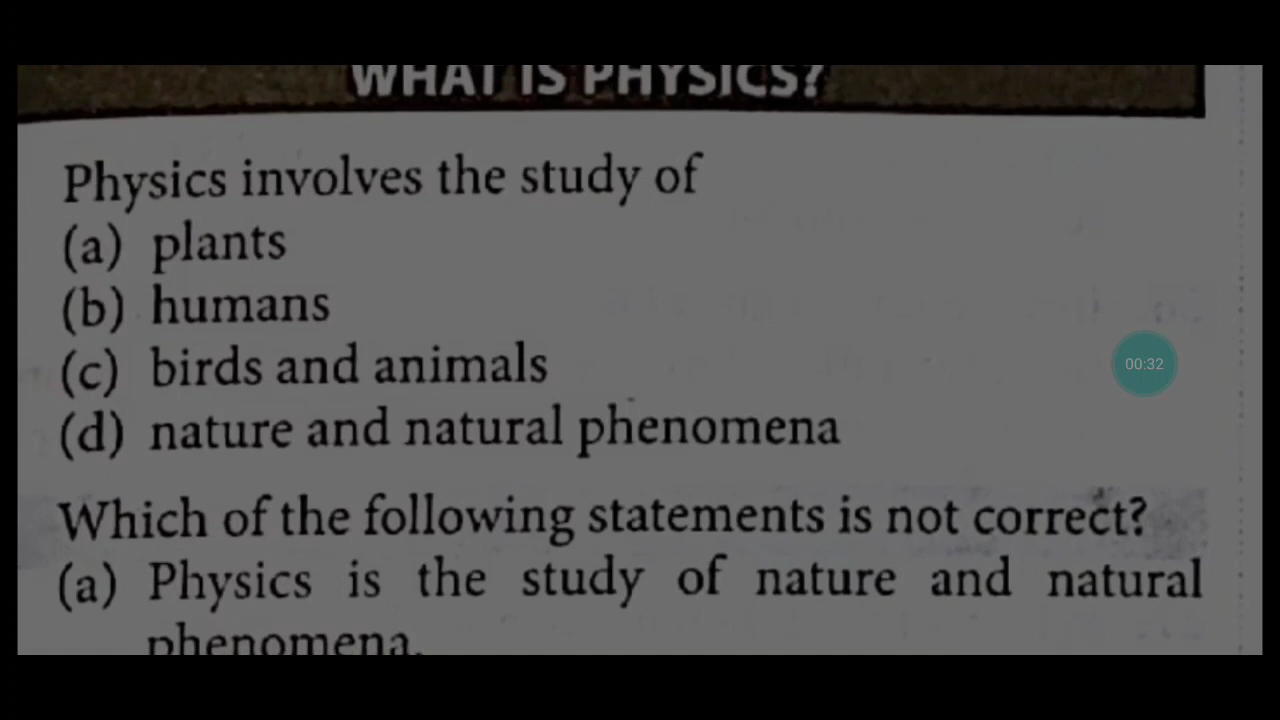 WHAT IS PHYSICS?
Physics involves the study of
(a) plants
(b) humans
(c) birds and animals
(d) nature and natural phenomena
00:32
Which of the following statements is not correct?
(a) Physics is the study of nature and natural
phenomena.